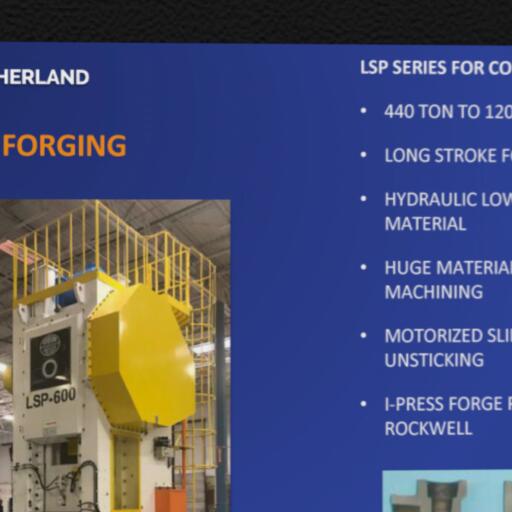 HERLAND
FORGING
LSP-600
LSP SERIES FOR CO
• 440 TON TO 120
• LONG STROKE F
• HYDRAULIC LOW
MATERIAL
• HUGE MATERIA
MACHINING
• MOTORIZED SLI
UNSTICKING
• I-PRESS FORGE
ROCKWELL